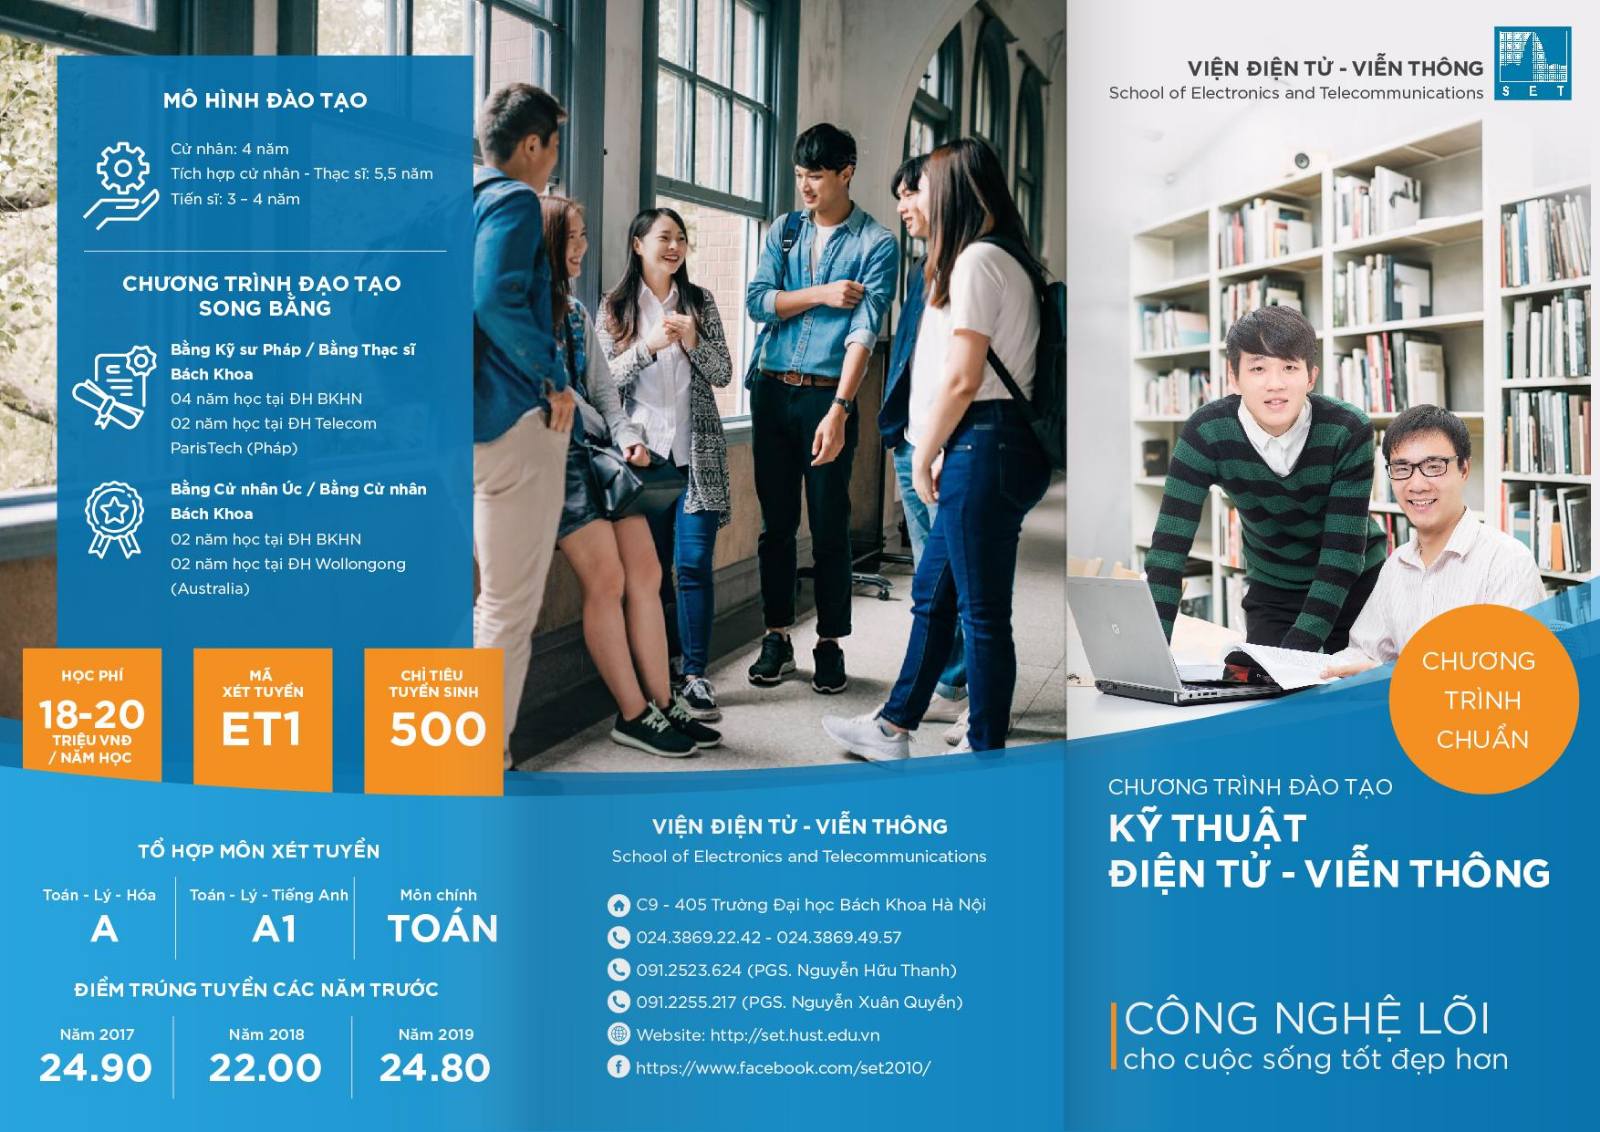 MÔ HÌNH ĐÀO TẠO
Cử nhân: 4 năm
Tích hợp cử nhân - Thạc sĩ: 5,5 năm
Tiến sĩ: 3 – 4 năm
CHƯƠNG TRÌNH ĐẠO TẠO
SONG BẰNG
Bằng Kỹ sư Pháp / Bằng Thạc sĩ
Bách Khoa
04 năm học tại ĐH BKHN
02 năm học tại ĐH Telecom
ParisTech (Pháp)
Bằng Cử nhân Úc / Bằng Cử nhân
Bách Khoa
02 năm học tại ĐH BKHN
02 năm học tại ĐH Wollongong
(Australia)
HỌC PHÍ
18-20
TRIỆU VNĐ
/ NĂM HỌC
MÃ
XÉT TUYỂN
ET1
CHỈ TIÊU
TUYỂN SINH
500
TỔ HỢP MÔN XÉT TUYỂN
Toán - Lý - Hóa
A
Toán - Lý - Tiếng Anh
A1
Môn chính
TOÁN
ĐIỂM TRÚNG TUYỂN CÁC NĂM TRƯỚC
Năm 2017
24.90
Năm 2018
22.00
Năm 2019
24.80
VIỆN ĐIỆN TỬ - VIỄN THÔNG
School of Electronics and Telecommunications
C9 - 405 Trường Đại học Bách Khoa Hà Nội
024.3869.22.42 - 024.3869.49.57
091.2523.624 (PGS. Nguyễn Hữu Thanh)
091.2255.217 (PGS. Nguyễn Xuân Quyền)
Website: http://set.hust.edu.vn
https://www.facebook.com/set2010/
VIỆN ĐIỆN TỬ - VIỄN THÔNG
School of Electronics and Telecommunications
SET
CHƯƠNG
TRÌNH
CHUẨN
CHƯƠNG TRÌNH ĐÀO TẠO
KỸ THUẬT
ĐIỆN TỬ - VIỄN THÔNG
CÔNG NGHỆ LÕI
cho cuộc sống tốt đẹp hơn